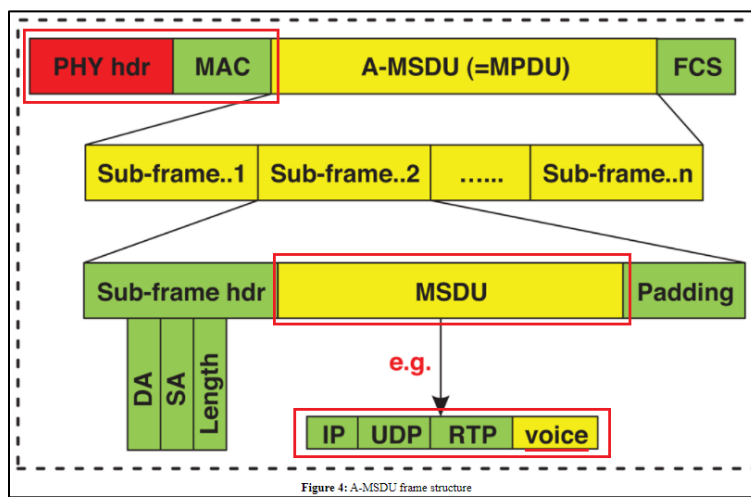 PHY hdr MAC A-MSDU (=MPDU) FCS
Sub-frame..1 Sub-frame..2 …... Sub-frame..n
Sub-frame hdr MSDU Padding
DA SA Length
e.g.
IP UDP RTP voice
Figure 4: A-MSDU frame structure